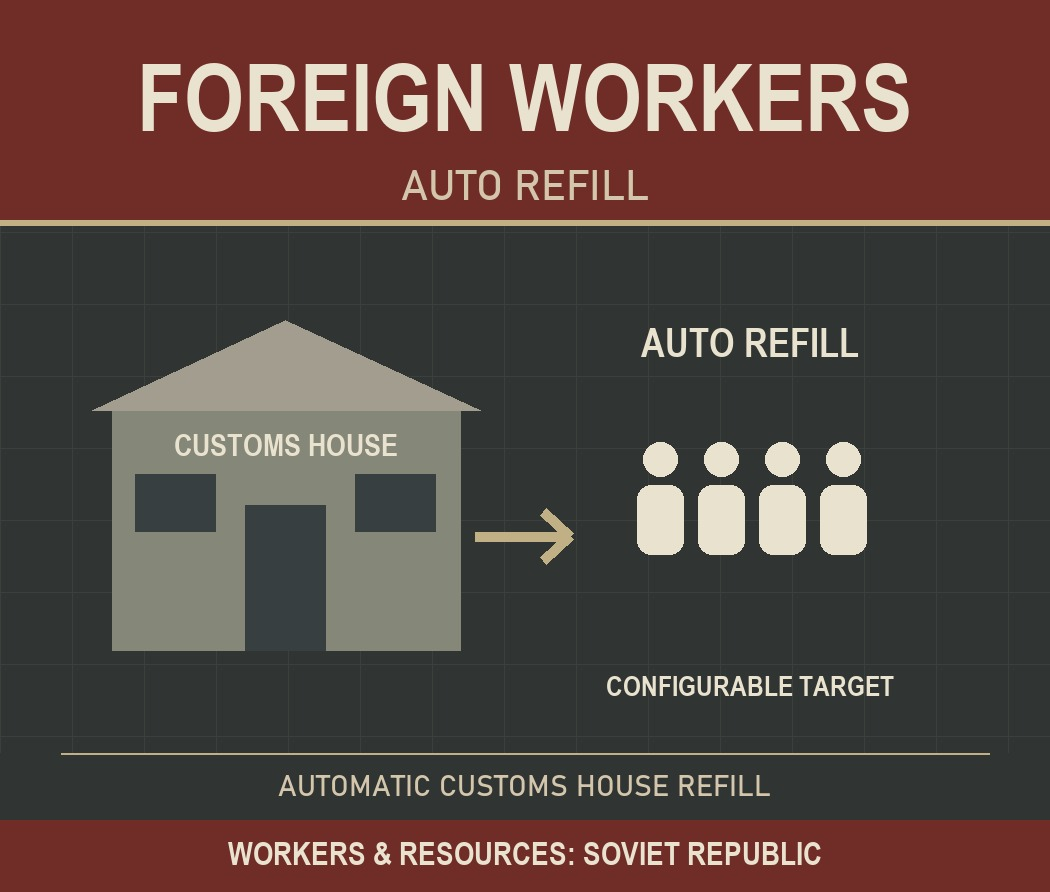 FOREIGN WORKERS
AUTO REFILL
CUSTOMS HOUSE
AUTO REFILL
CONFIGURABLE TARGET
AUTOMATIC CUSTOMS HOUSE REFILL
WORKERS & RESOURCES: SOVIET REPUBLIC